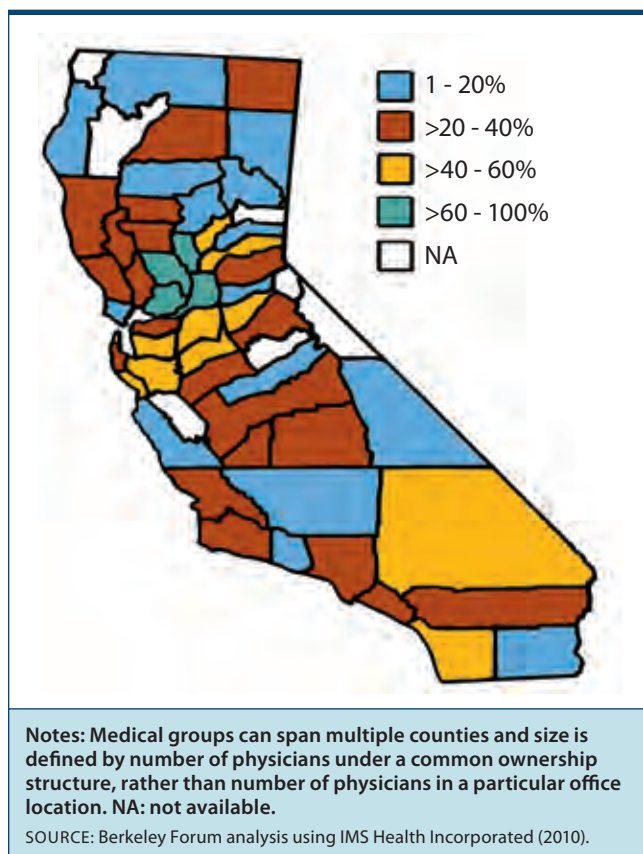 1 - 20%
>20 - 40%
>40 - 60%
>60 - 100%
NA
Notes: Medical groups can span multiple counties and size is
defined by number of physicians under a common ownership
structure, rather than number of physicians in a particular office
location. NA: not available.
SOURCE: Berkeley Forum analysis using IMS Health Incorporated (2010).